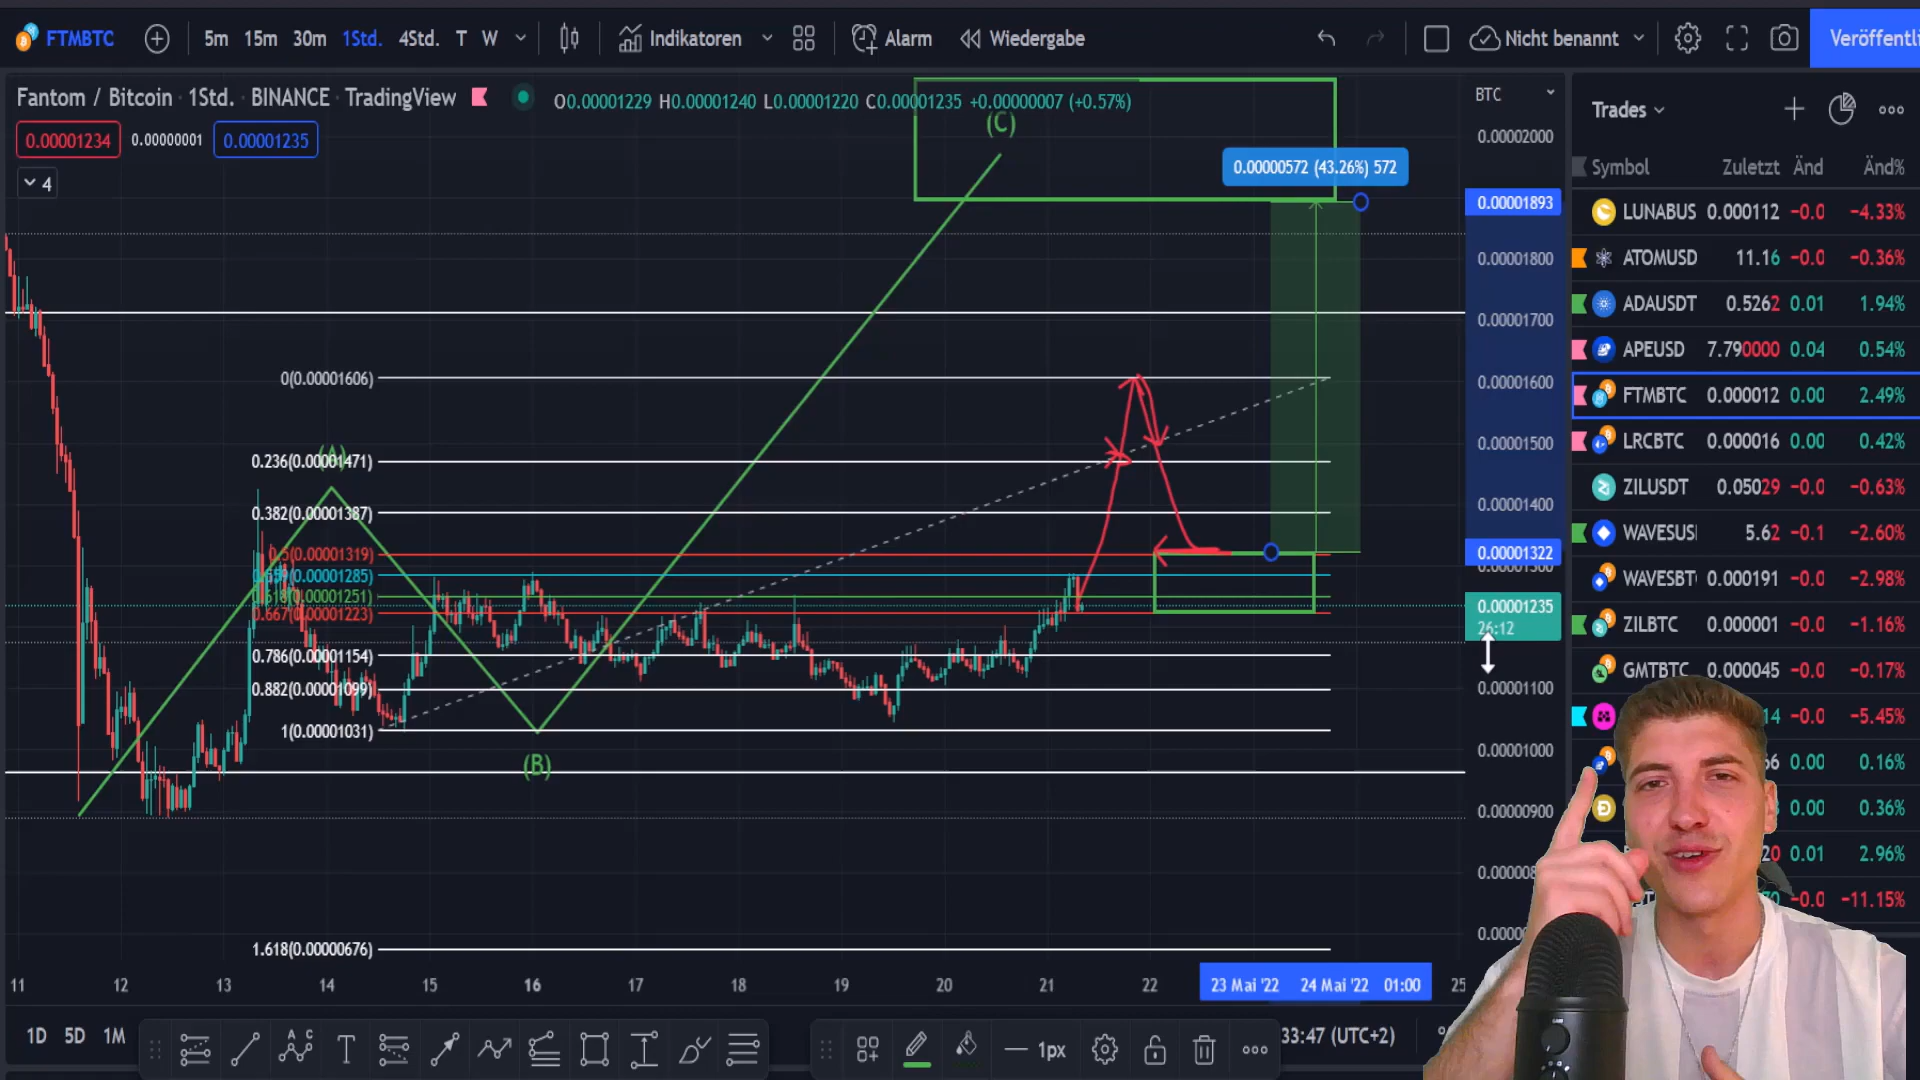 FTMBTC
5m 15m 30m 1Std. 4Std. T W
Indikatoren
Alarm
Wiedergabe
Nicht benannt
Veröffentli
Fantom / Bitcoin 1Std. BINANCE TradingView
O0.00001229 H0.00001240 L0.00001220 C0.00001235 +0.00000007 (+0.57%)
0.00001234 0.00000001 0.00001235
4
(C)
0.00000572 (43.26%) 572
0(0.00001606)
(A)
0.236(0.00001471)
0.382(0.00001387)
0.5(0.00001319)
(0.00001285)
0.618(0.00001251)
0.667(0.00001223)
0.786(0.00001154)
0.882(0.00001099)
1(0.00001031)
(B)
1.618(0.00000676)
BTC
0.00002000
0.00001893
0.00001800
0.00001700
0.00001600
0.00001500
0.00001400
0.00001322
0.00001300
0.00001235
26:12
0.00001100
0.00001000
0.00000900
11 12 13 14 15 16 17 18 19 20 21 22 23 Mai '22 24 Mai '22 01:00 25
1D 5D 1M
1px
33:47 (UTC+2)
Trades
Symbol Zuletzt Änd Änd%
LUNABUS 0.000112 −0.0 −4.33%
ATOMUSD 11.16 −0.0 −0.36%
ADAUSDT 0.5262 0.01 1.94%
APEUSD 7.790000 0.04 0.54%
FTMBTC 0.000012 0.00 2.49%
LRCBTC 0.000016 0.00 0.42%
ZILUSDT 0.05029 −0.0 −0.63%
WAVESUS 5.62 −0.1 −2.60%
WAVESBT 0.000191 −0.0 −2.98%
ZILBTC 0.000001 −0.0 −1.16%
GMTBTC 0.000045 −0.0 −0.17%
14 −0.0 −5.45%
66 0.00 0.16%
0.00 0.36%
20 0.01 2.96%
−0.0 −11.15%